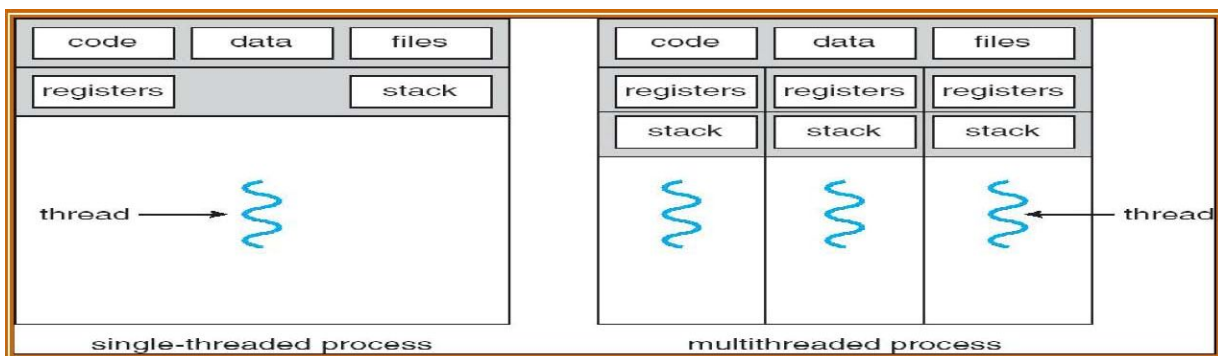 code data files code data files
registers stack registers registers registers
stack stack stack
thread thread
single-threaded process multithreaded process